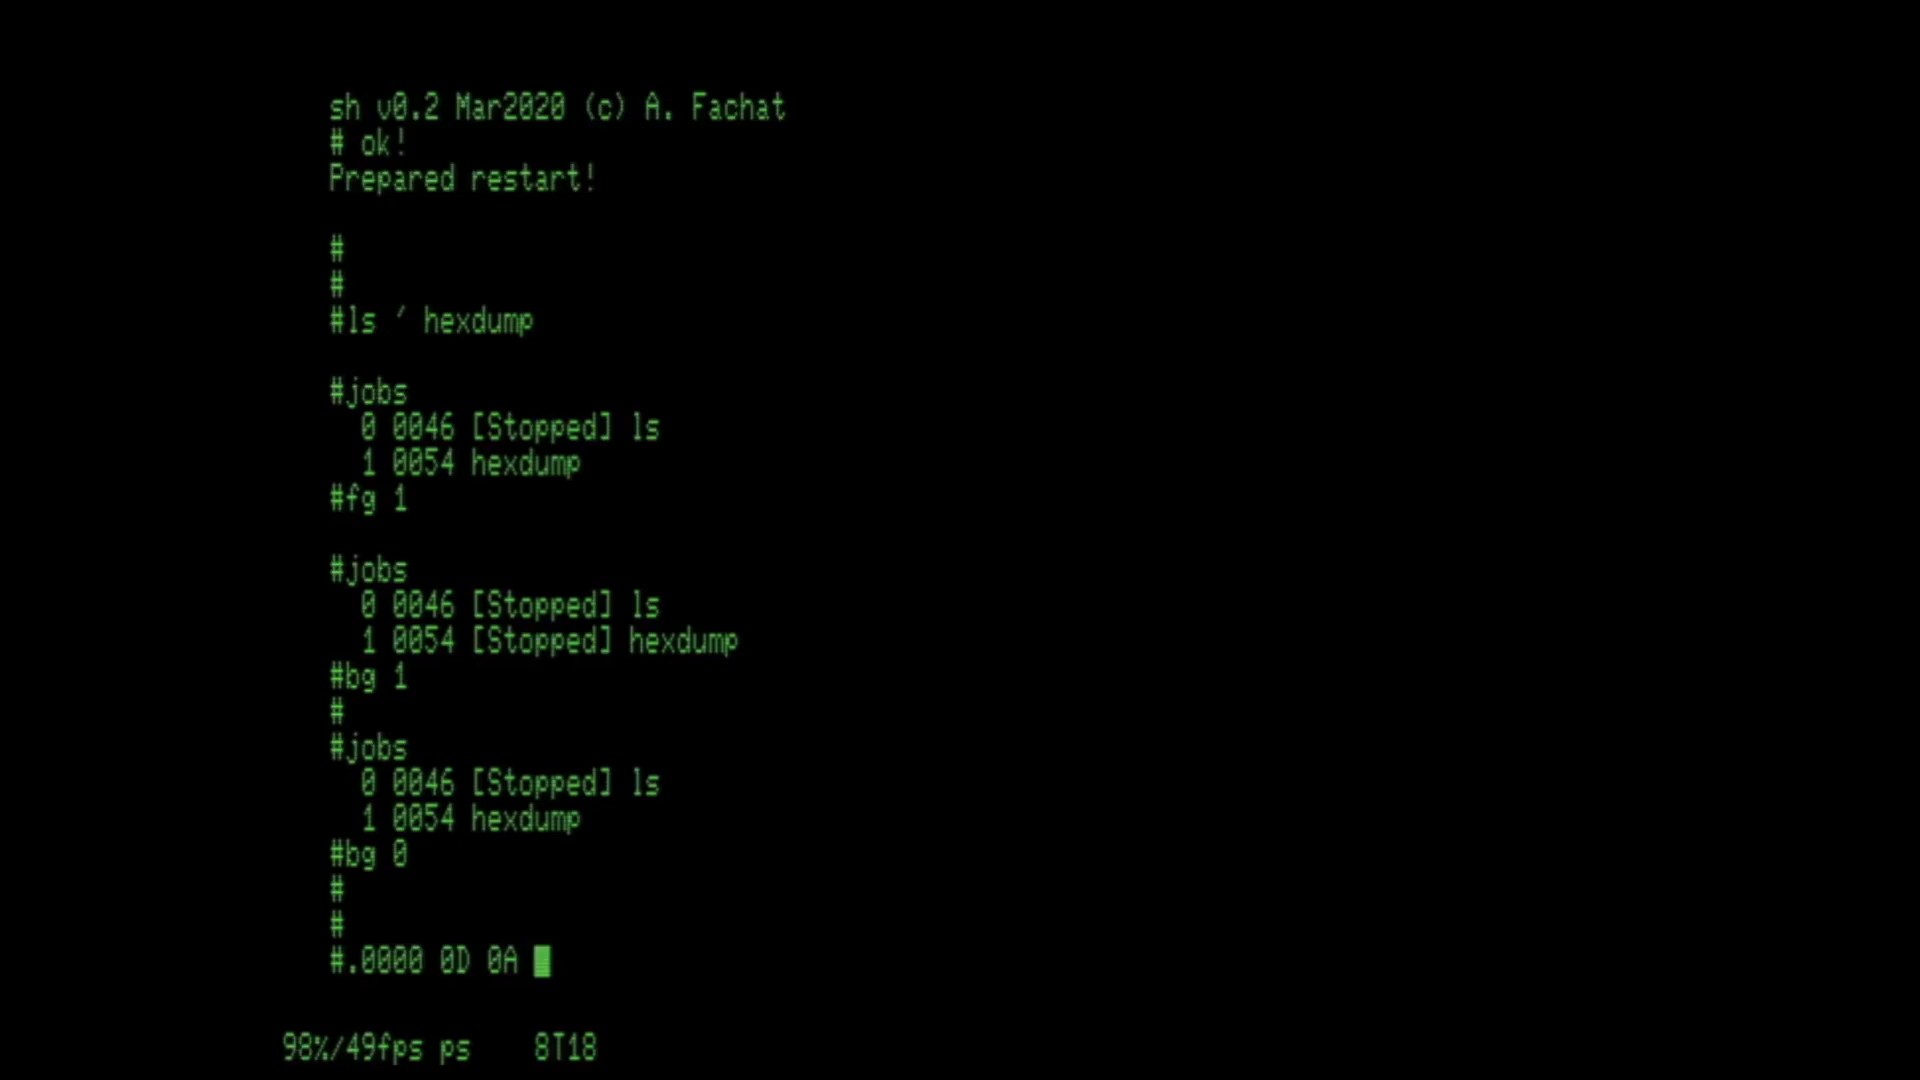 sh v0.2 Mar2020 (c) A. Fachat
# ok!
Prepared restart!
#
#
#ls ´ hexdump
#jobs
0 0046 [Stopped] ls
1 0054 hexdump
#fg 1
#jobs
0 0046 [Stopped] ls
1 0054 [Stopped] hexdump
#bg 1
#
#jobs
0 0046 [Stopped] ls
1 0054 hexdump
#bg 0
#
#
#.0000 0D 0A
98%/49fps ps 8T18